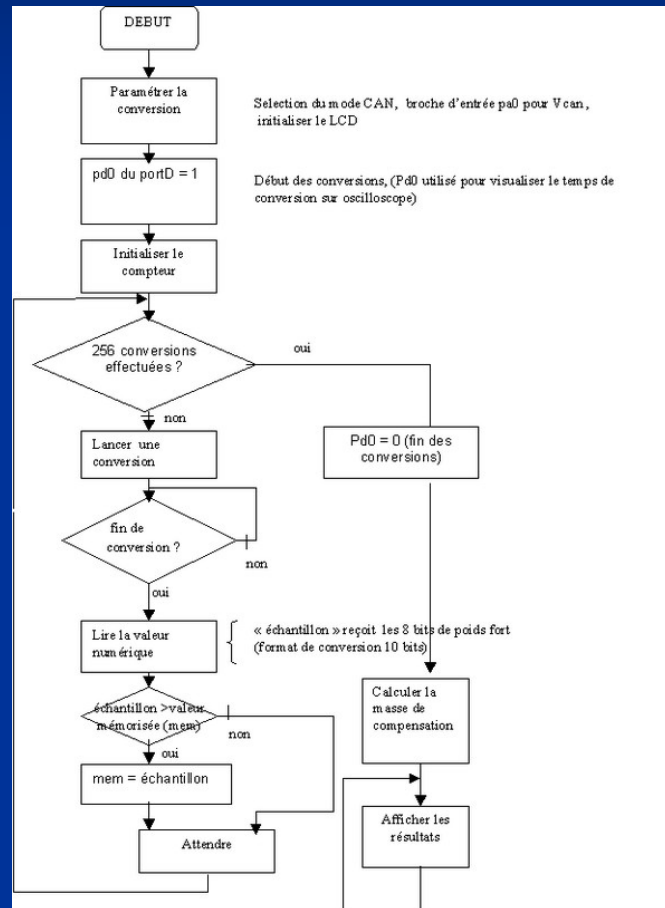 DEBUT
Paramétrer la
conversion
Selection du mode CAN, broche d'entrée pa0 pour Vcan,
initialiser le LCD
pd0 du portD = 1
Début des conversions, (Pd0 utilisé pour visualiser le temps de
conversion sur oscilloscope)
Initialiser le
compteur
256 conversions
effectuées ?
oui
non
Lancer une
conversion
Pd0 = 0 (fin des
conversions)
fin de
conversion ?
non
oui
Lire la valeur
numérique
« échantillon » reçoit les 8 bits de poids fort
(format de conversion 10 bits)
échantillon >valeur
mémorisée (mem)
non
oui
mem = échantillon
Attendre
Calculer la
masse de
compensation
Afficher les
résultats